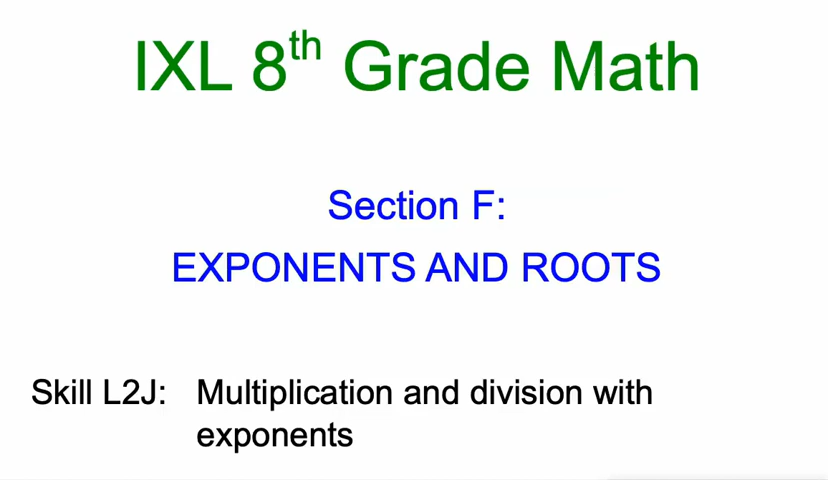 IXL 8th Grade Math
Section F:
EXPONENTS AND ROOTS
Skill L2J: Multiplication and division with
exponents